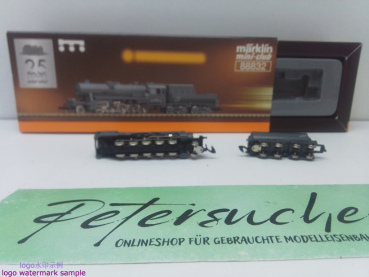 25
märklin
mini-club
88832
Petersuche
ONLINESHOP FÜR GEBRAUCHTE MODELLEISENBA
logo水印示例
logo watermark sample